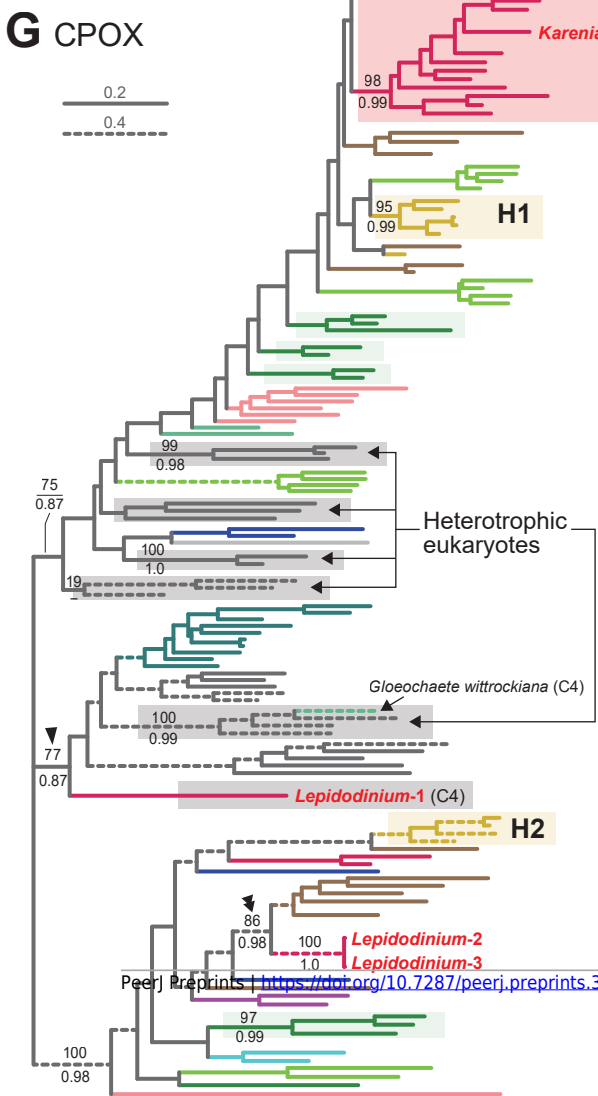 G CPOX
0.2
0.4
Karenia
98
0.99
95
0.99
H1
99
0.98
75
0.87
Heterotrophic
eukaryotes
100
1.0
19
–
Gloeochaete wittrockiana (C4)
100
0.99
77
0.87
Lepidodinium-1 (C4)
H2
86
0.98
100
1.0
Lepidodinium-2
Lepidodinium-3
PeerJ Preprints | https://doi.org/10.7287/peerj.preprints.3
97
0.99
100
0.98